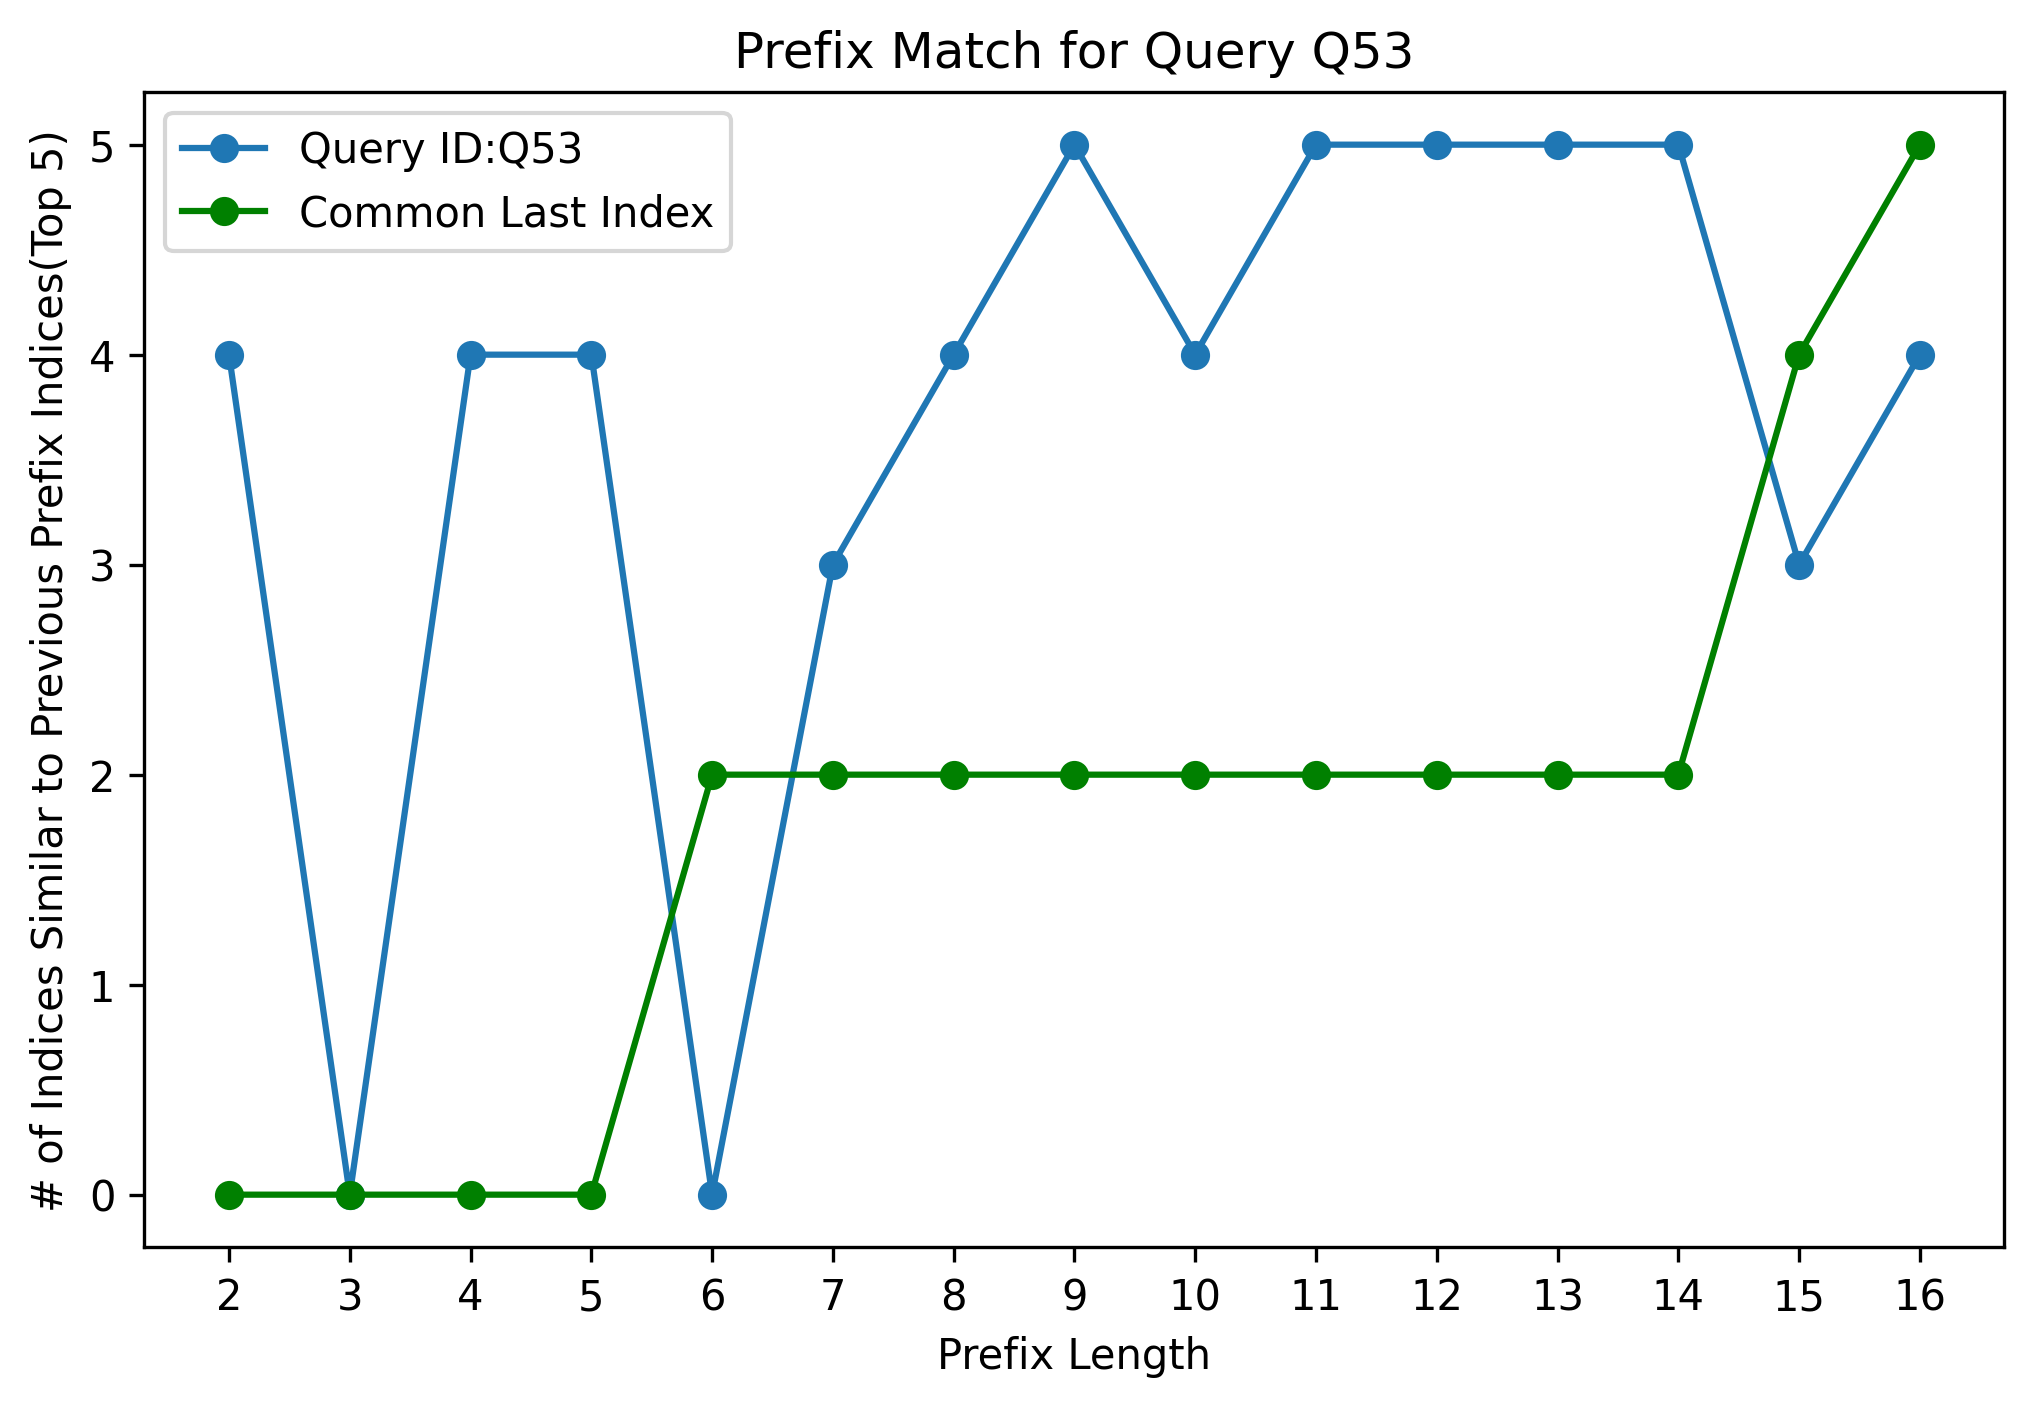 Prefix Match for Query Q53
Query ID:Q53
Common Last Index
# of Indices Similar to Previous Prefix Indices(Top 5)
5
4
3
2
1
0
2 3 4 5 6 7 8 9 10 11 12 13 14 15 16
Prefix Length